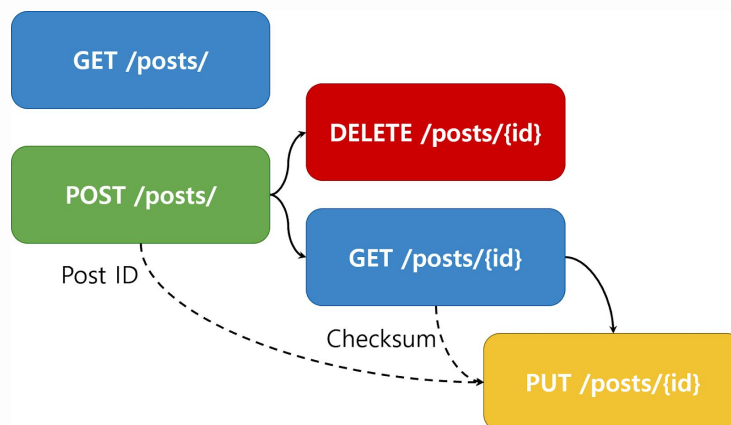 GET /posts/
DELETE /posts/{id}
POST /posts/
GET /posts/{id}
Post ID
Checksum
PUT /posts/{id}